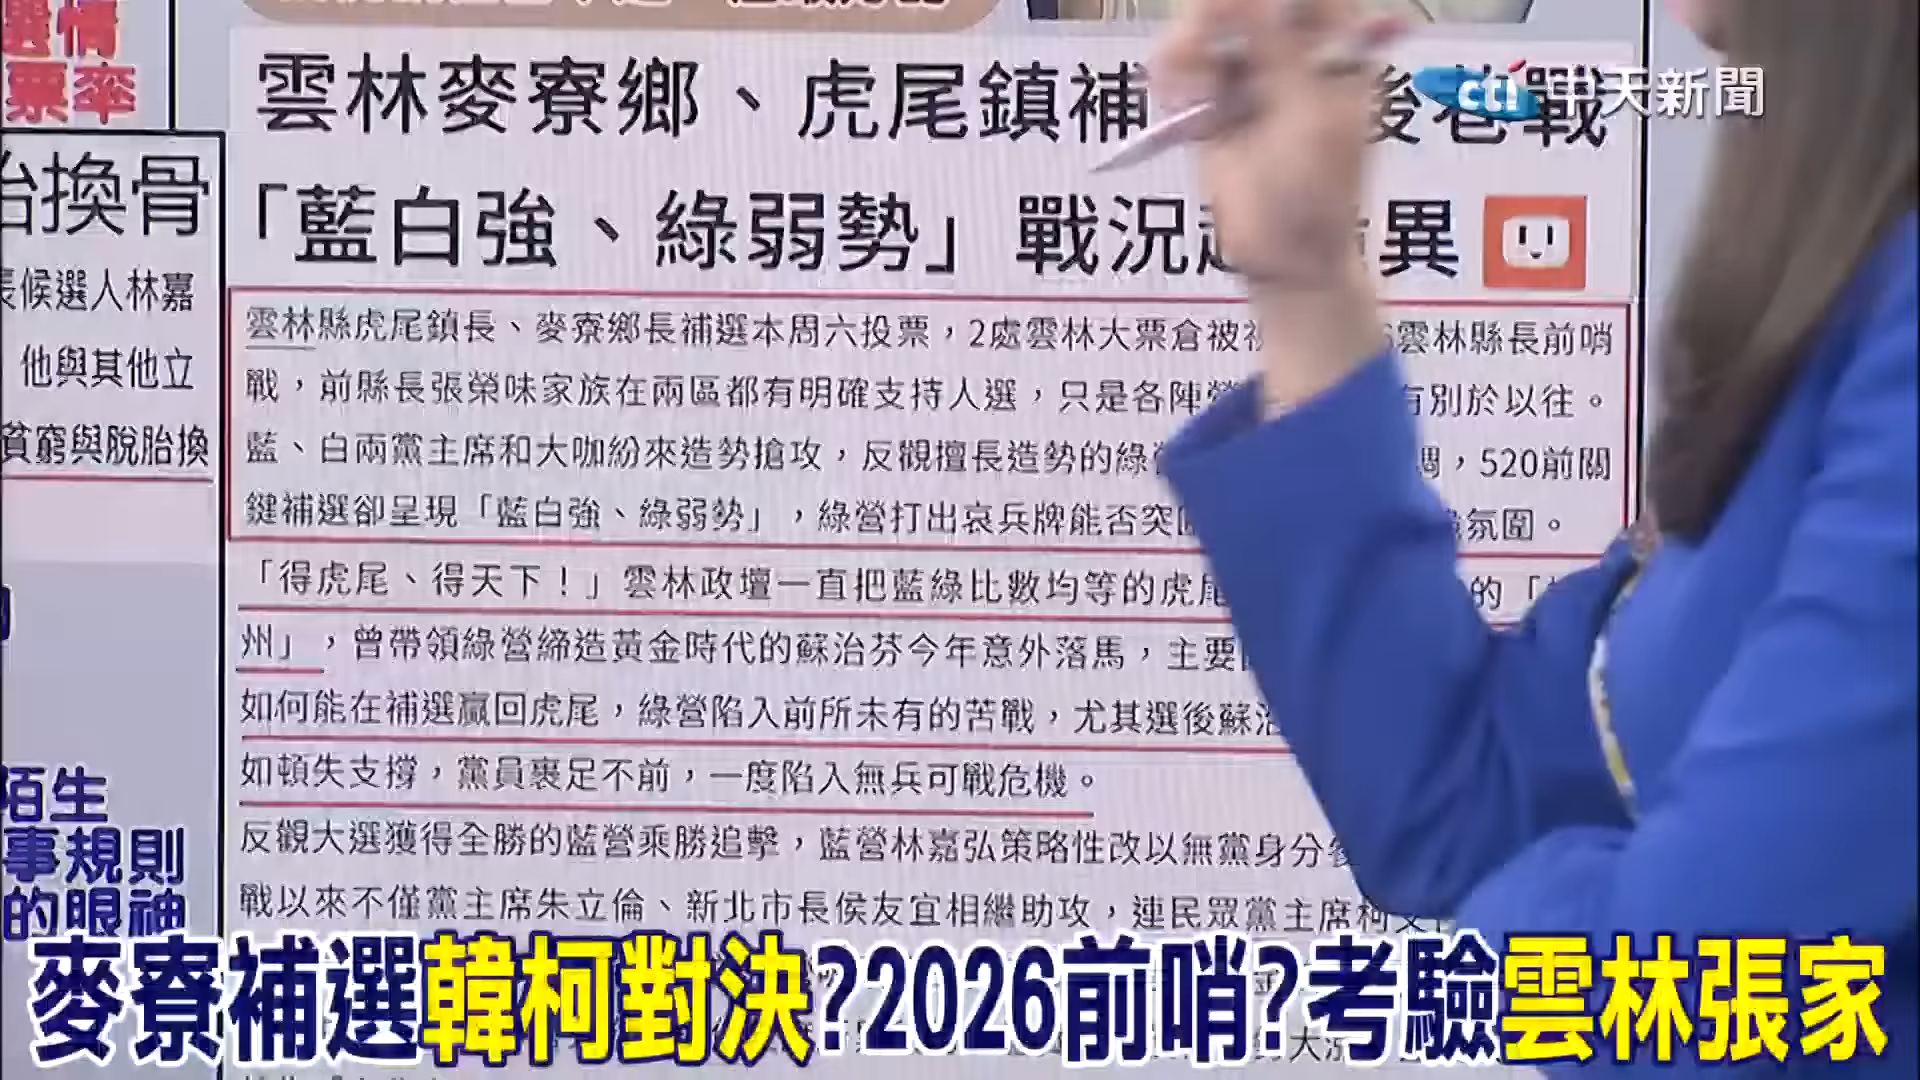 選情
票率
雲林麥寮鄉、虎尾鎮補 後巷戰
cti 中天新聞
「藍白強、綠弱勢」戰況 異
胎換骨
長候選人林嘉
他與其他立
貧窮與脫胎換
雲林縣虎尾鎮長、麥寮鄉長補選本周六投票，2處雲林大票倉被視 6雲林縣長前哨
戰，前縣長張榮味家族在兩區都有明確支持人選，只是各陣營 有別於以往。
藍、白兩黨主席和大咖紛來造勢搶攻，反觀擅長造勢的綠營 調，520前關
鍵補選卻呈現「藍白強、綠弱勢」，綠營打出哀兵牌能否突圍 氛圍。
「得虎尾、得天下！」雲林政壇一直把藍綠比數均等的虎尾 的「
州」，曾帶領綠營締造黃金時代的蘇治芬今年意外落馬，主要
如何能在補選贏回虎尾，綠營陷入前所未有的苦戰，尤其選後蘇治
如頓失支撐，黨員裹足不前，一度陷入無兵可戰危機。
反觀大選獲得全勝的藍營乘勝追擊，藍營林嘉弘策略性改以無黨身分
戰以來不僅黨主席朱立倫、新北市長侯友宜相繼助攻，連民眾黨主席柯文
陌生
事規則
的眼神
麥寮補選韓柯對決?2026前哨?考驗雲林張家